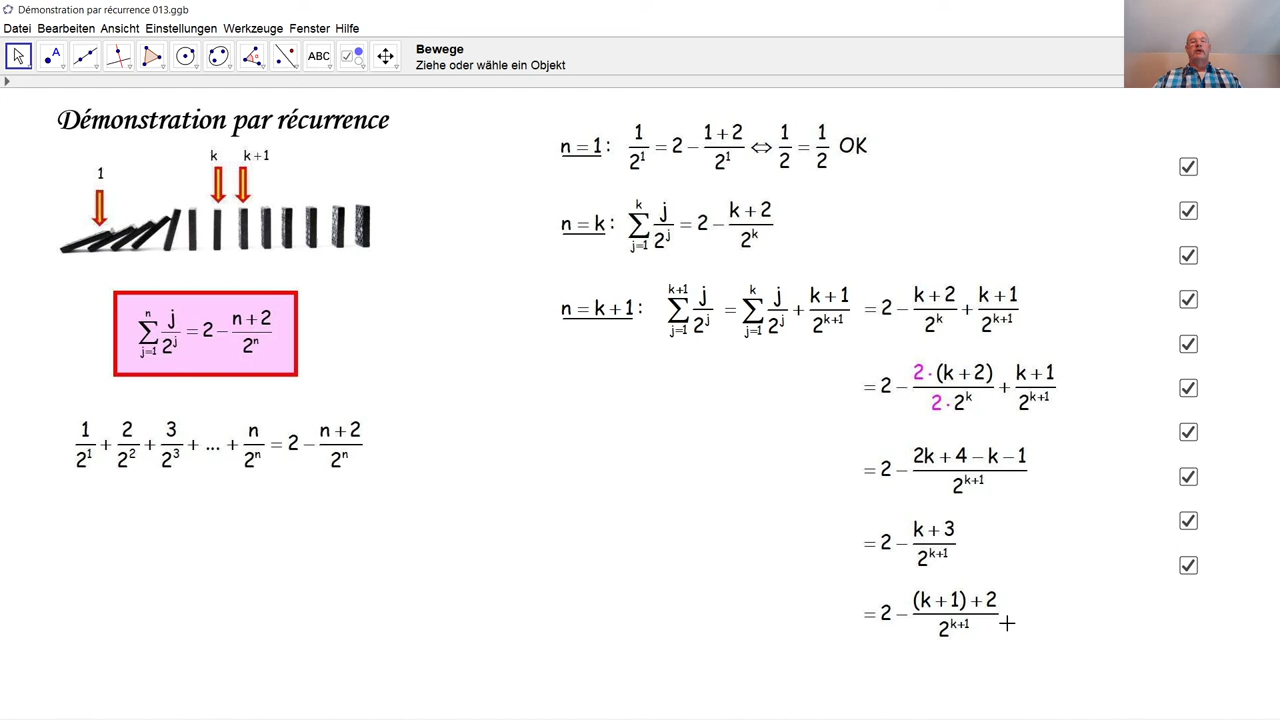 Démonstration par récurrence 013.ggb
Datei Bearbeiten Ansicht Einstellungen Werkzeuge Fenster Hilfe
ABC
Bewege
Ziehe oder wähle ein Objekt
Démonstration par récurrence
1 k k+1
∑_{j=1}^{n} j/2^j = 2 − (n+2)/2^n
1/2^1 + 2/2^2 + 3/2^3 + ... + n/2^n = 2 − (n+2)/2^n
n = 1 : 1/2^1 = 2 − (1+2)/2^1 ⇔ 1/2 = 1/2 OK
n = k : ∑_{j=1}^{k} j/2^j = 2 − (k+2)/2^k
n = k+1 : ∑_{j=1}^{k+1} j/2^j = ∑_{j=1}^{k} j/2^j + (k+1)/2^{k+1} = 2 − (k+2)/2^k + (k+1)/2^{k+1}
= 2 − (2·(k+2))/(2·2^k) + (k+1)/2^{k+1}
= 2 − (2k+4−k−1)/2^{k+1}
= 2 − (k+3)/2^{k+1}
= 2 − ((k+1)+2)/2^{k+1}